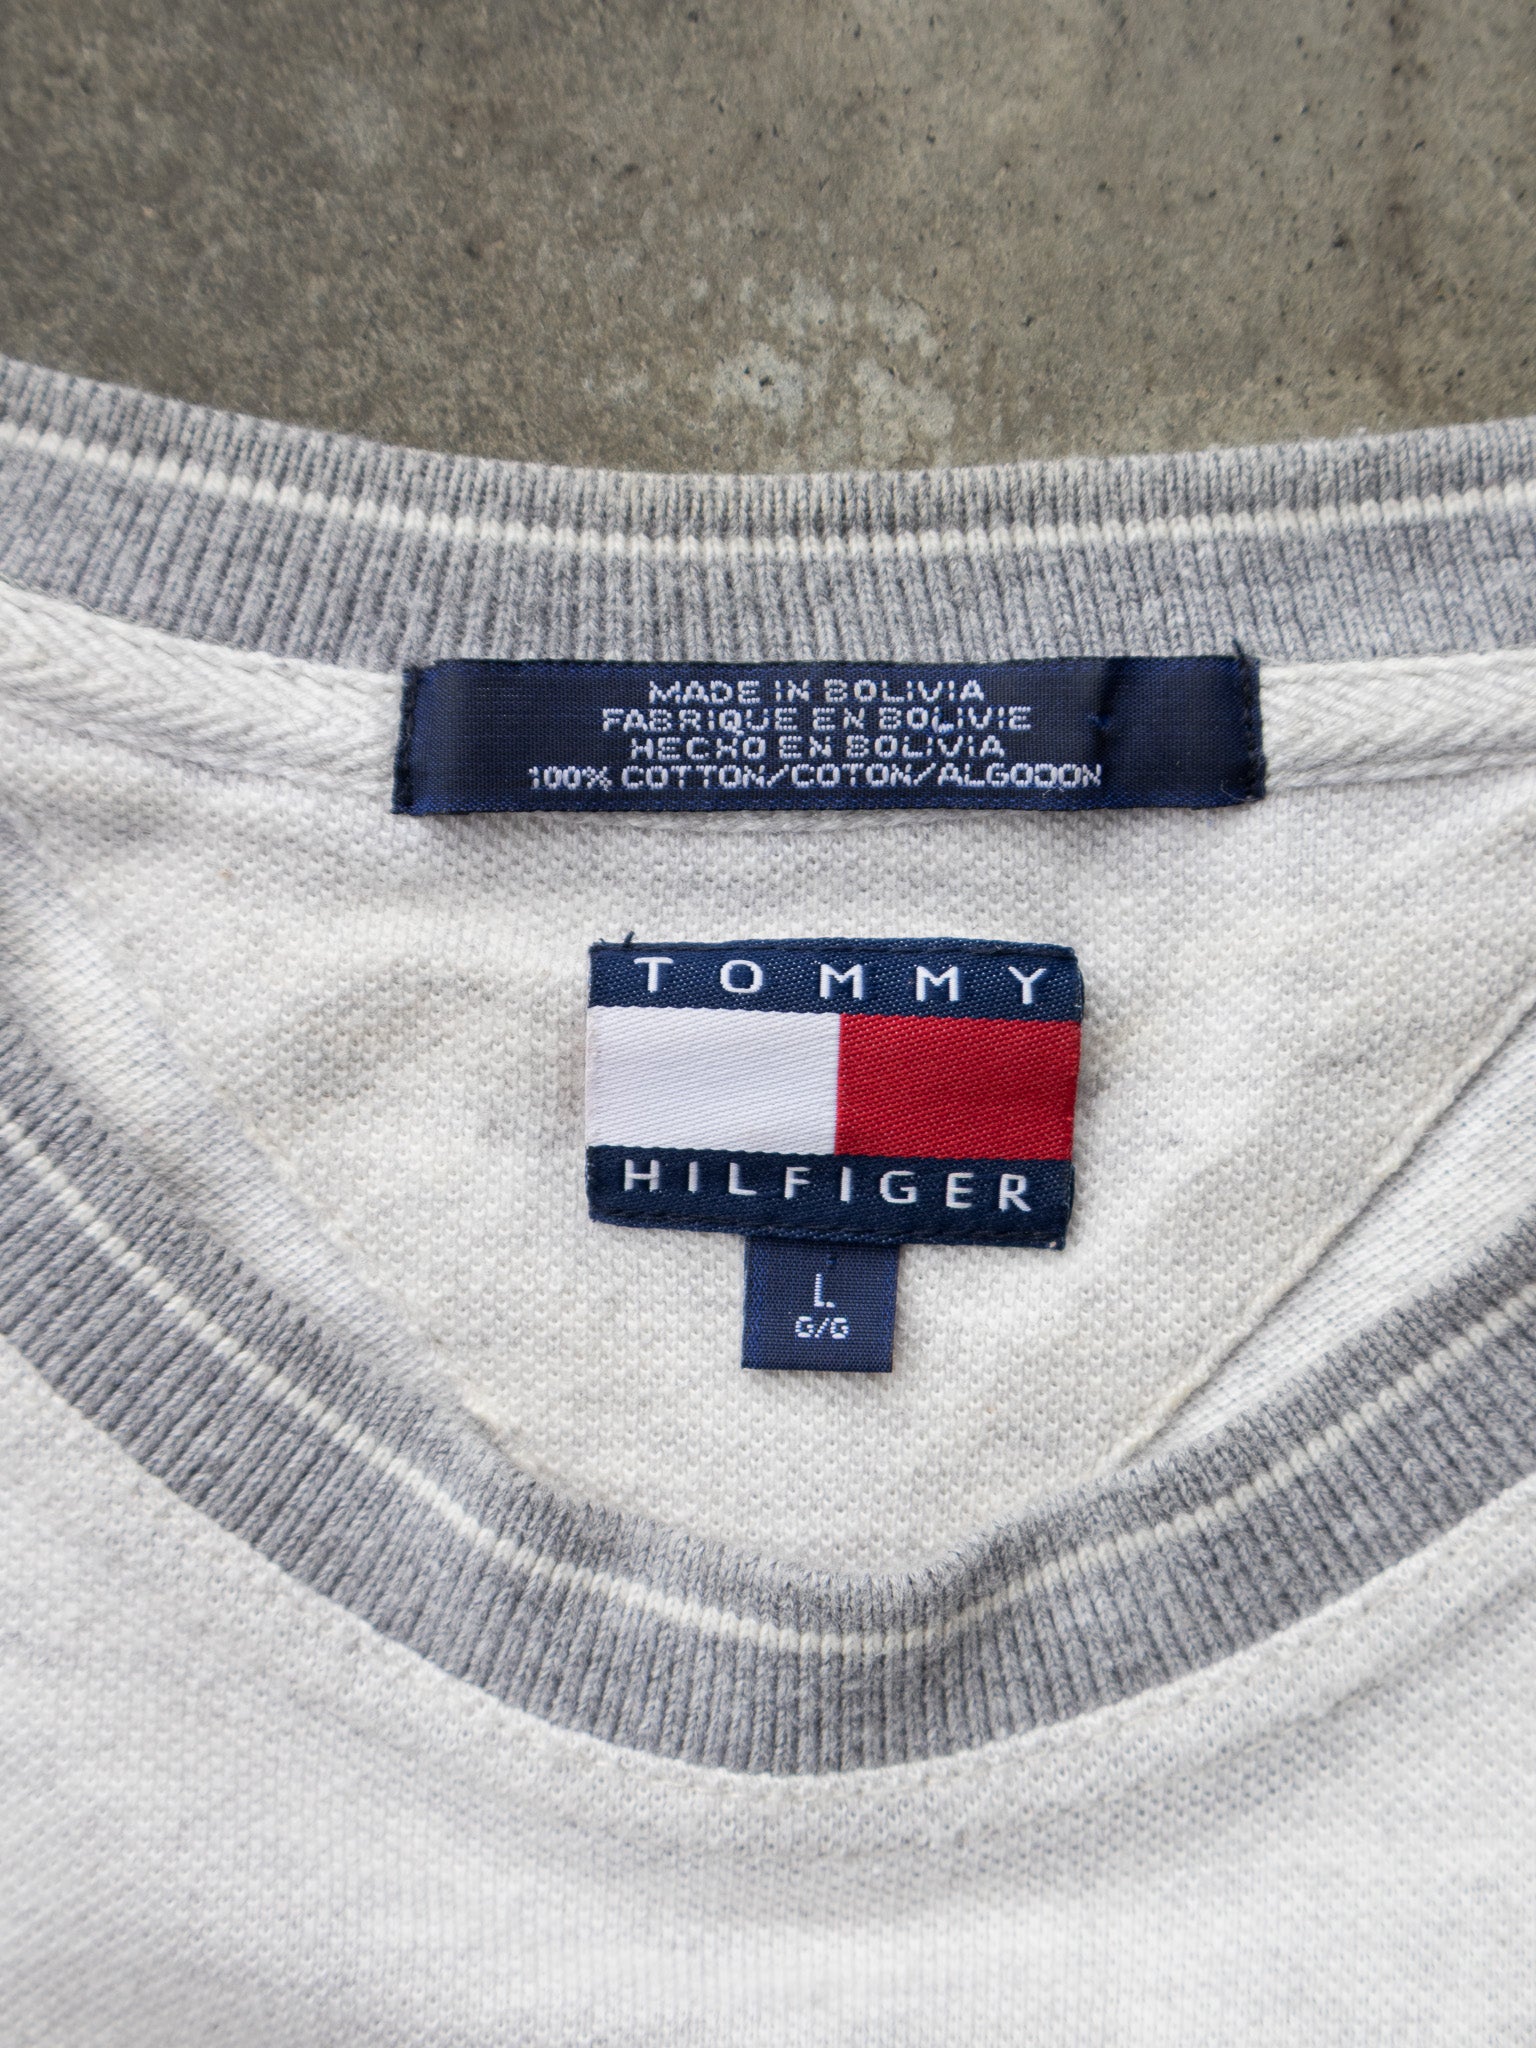 MADE IN BOLIVIA
FABRIQUE EN BOLIVIE
HECHO EN BOLIVIA
100% COTTON/COTON/ALGODON
TOMMY
HILFIGER
L
G/G